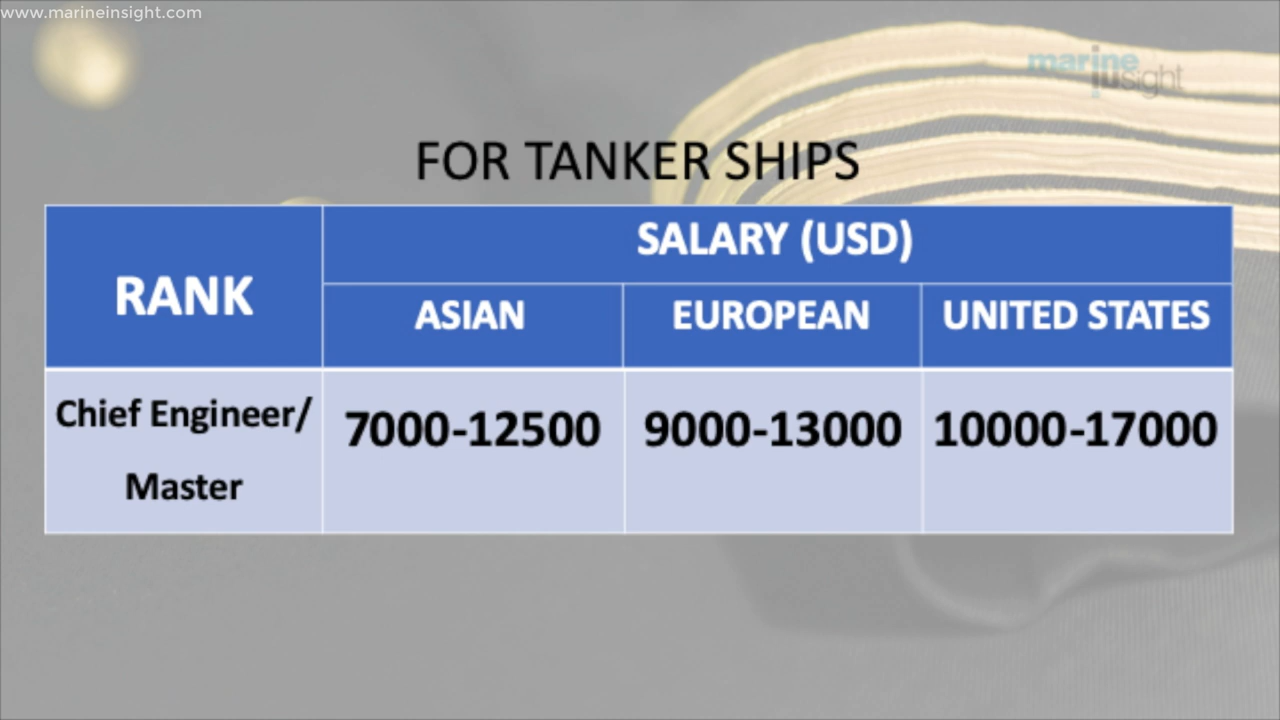 www.marineinsight.com
marine
insight
FOR TANKER SHIPS
RANK
SALARY (USD)
ASIAN
EUROPEAN
UNITED STATES
Chief Engineer/
Master
7000-12500
9000-13000
10000-17000